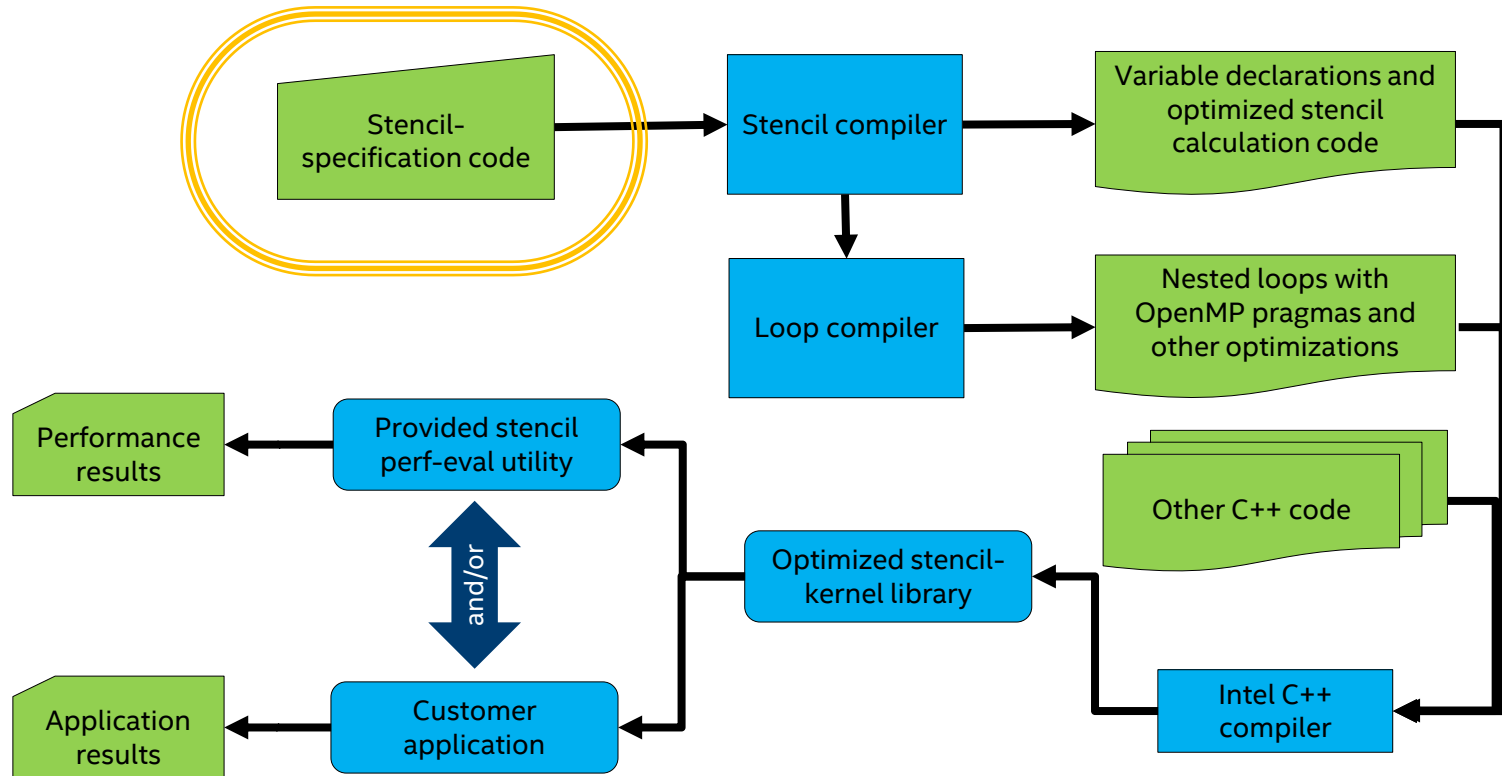 Stencil-
specification code
Stencil compiler
Variable declarations and
optimized stencil
calculation code
Loop compiler
Nested loops with
OpenMP pragmas and
other optimizations
Performance
results
Provided stencil
perf-eval utility
Other C++ code
and/or
Optimized stencil-
kernel library
Application
results
Customer
application
Intel C++
compiler